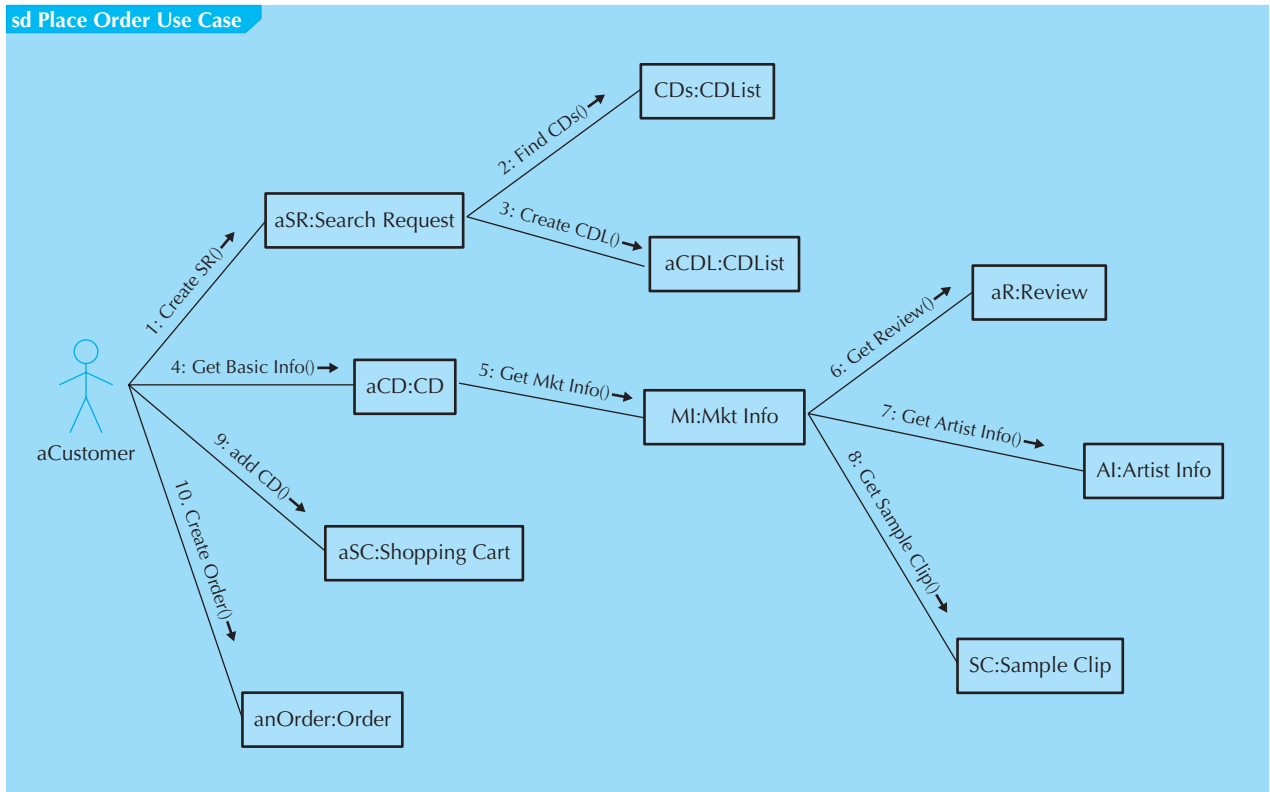 sd Place Order Use Case
CDs:CDList
2: Find CDs()
aSR:Search Request
3: Create CDL()
aCDL:CDList
1: Create SR()
aR:Review
6: Get Review()
4: Get Basic Info()
aCD:CD
5: Get Mkt Info()
MI:Mkt Info
7: Get Artist Info()
AI:Artist Info
aCustomer
9: add CD()
8: Get Sample Clip()
10. Create Order()
aSC:Shopping Cart
SC:Sample Clip
anOrder:Order